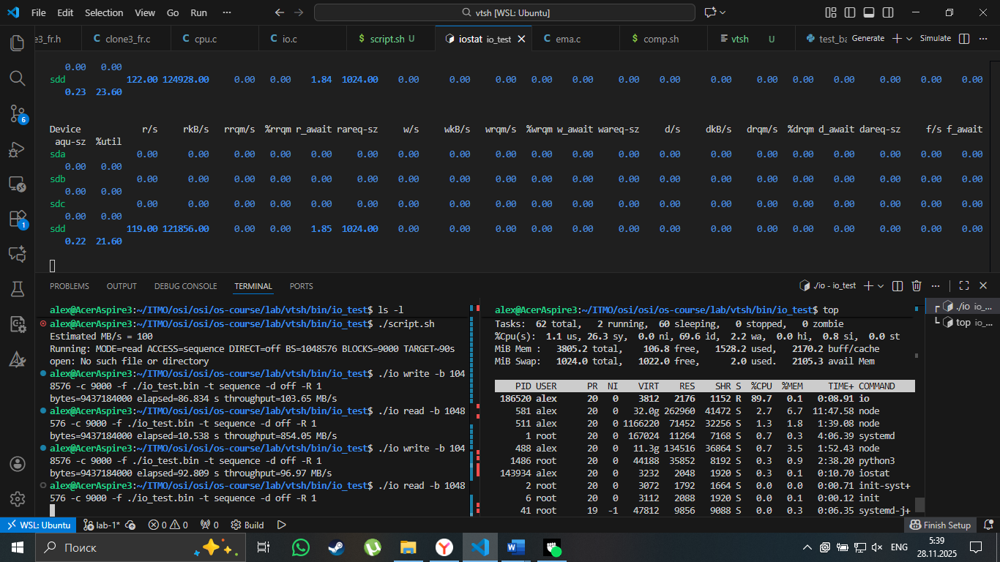 File Edit Selection View Go Run ··· vtsh [WSL: Ubuntu]
e3_fr.h clone3_fr.c cpu.c io.c script.sh U iostat io_test ema.c comp.sh vtsh U test_ba Generate Simulate
0.00 0.00
sdd 122.00 124928.00 0.00 0.00 1.84 1024.00 0.00 0.00 0.00 0.00 0.00 0.00 0.00 0.00 0.00 0.00 0.00 0.00 0.00 0.00
0.23 23.60
Device r/s rkB/s rrqm/s %rrqm r_await rareq-sz w/s wkB/s wrqm/s %wrqm w_await wareq-sz d/s dkB/s drqm/s %drqm d_await dareq-sz f/s f_await
aqu-sz %util
sda 0.00 0.00 0.00 0.00 0.00 0.00 0.00 0.00 0.00 0.00 0.00 0.00 0.00 0.00 0.00 0.00 0.00 0.00 0.00 0.00
0.00 0.00
sdb 0.00 0.00 0.00 0.00 0.00 0.00 0.00 0.00 0.00 0.00 0.00 0.00 0.00 0.00 0.00 0.00 0.00 0.00 0.00 0.00
0.00 0.00
sdc 0.00 0.00 0.00 0.00 0.00 0.00 0.00 0.00 0.00 0.00 0.00 0.00 0.00 0.00 0.00 0.00 0.00 0.00 0.00 0.00
0.00 0.00
sdd 119.00 121856.00 0.00 0.00 1.85 1024.00 0.00 0.00 0.00 0.00 0.00 0.00 0.00 0.00 0.00 0.00 0.00 0.00 0.00 0.00
0.22 21.60
6
1
PROBLEMS OUTPUT DEBUG CONSOLE TERMINAL PORTS ./io - io_test
alex@AcerAspire3:~/ITMO/osi/osi/os-course/lab/vtsh/bin/io_test$ ls -l
alex@AcerAspire3:~/ITMO/osi/osi/os-course/lab/vtsh/bin/io_test$ ./script.sh
Estimated MB/s = 100
Running: MODE=read ACCESS=sequence DIRECT=off BS=1048576 BLOCKS=9000 TARGET~90s
open: No such file or directory
alex@AcerAspire3:~/ITMO/osi/osi/os-course/lab/vtsh/bin/io_test$ ./io write -b 104
8576 -c 9000 -f ./io_test.bin -t sequence -d off -R 1
bytes=9437184000 elapsed=86.834 s throughput=103.65 MB/s
alex@AcerAspire3:~/ITMO/osi/osi/os-course/lab/vtsh/bin/io_test$ ./io read -b 1048
576 -c 9000 -f ./io_test.bin -t sequence -d off -R 1
bytes=9437184000 elapsed=10.538 s throughput=854.05 MB/s
alex@AcerAspire3:~/ITMO/osi/osi/os-course/lab/vtsh/bin/io_test$ ./io write -b 104
8576 -c 9000 -f ./io_test.bin -t sequence -d off -R 1
bytes=9437184000 elapsed=92.809 s throughput=96.97 MB/s
alex@AcerAspire3:~/ITMO/osi/osi/os-course/lab/vtsh/bin/io_test$ ./io read -b 1048
576 -c 9000 -f ./io_test.bin -t sequence -d off -R 1
alex@AcerAspire3:~/ITMO/osi/osi/os-course/lab/vtsh/bin/io_test$ top
Tasks: 62 total, 2 running, 60 sleeping, 0 stopped, 0 zombie
%Cpu(s): 1.1 us, 26.3 sy, 0.0 ni, 69.6 id, 2.2 wa, 0.0 hi, 0.8 si, 0.0 st
MiB Mem : 3805.2 total, 106.8 free, 1528.2 used, 2170.2 buff/cache
MiB Swap: 1024.0 total, 1022.0 free, 2.0 used. 2105.3 avail Mem
PID USER PR NI VIRT RES SHR S %CPU %MEM TIME+ COMMAND
186520 alex 20 0 3812 2176 1152 R 89.7 0.1 0:08.91 io
581 alex 20 0 32.0g 262960 41472 S 2.7 6.7 11:47.58 node
511 alex 20 0 1166220 71452 32256 S 1.3 1.8 1:39.08 node
1 root 20 0 167024 11264 7168 S 0.7 0.3 4:06.39 systemd
488 alex 20 0 11.3g 134516 36864 S 0.7 3.5 1:52.43 node
1486 root 20 0 44188 35852 8192 S 0.3 0.9 2:38.20 python3
143934 alex 20 0 3232 2048 1920 S 0.3 0.1 0:10.70 iostat
2 root 20 0 3072 1792 1664 S 0.0 0.0 0:00.71 init-syst+
6 root 20 0 3112 2088 1920 S 0.0 0.1 0:00.12 init
41 root 19 -1 47812 9856 9088 S 0.0 0.3 0:06.35 systemd-j+
./io io_...
top io_...
WSL: Ubuntu lab-1* 0 0 0 Build Finish Setup
Поиск ENG 5:39
28.11.2025